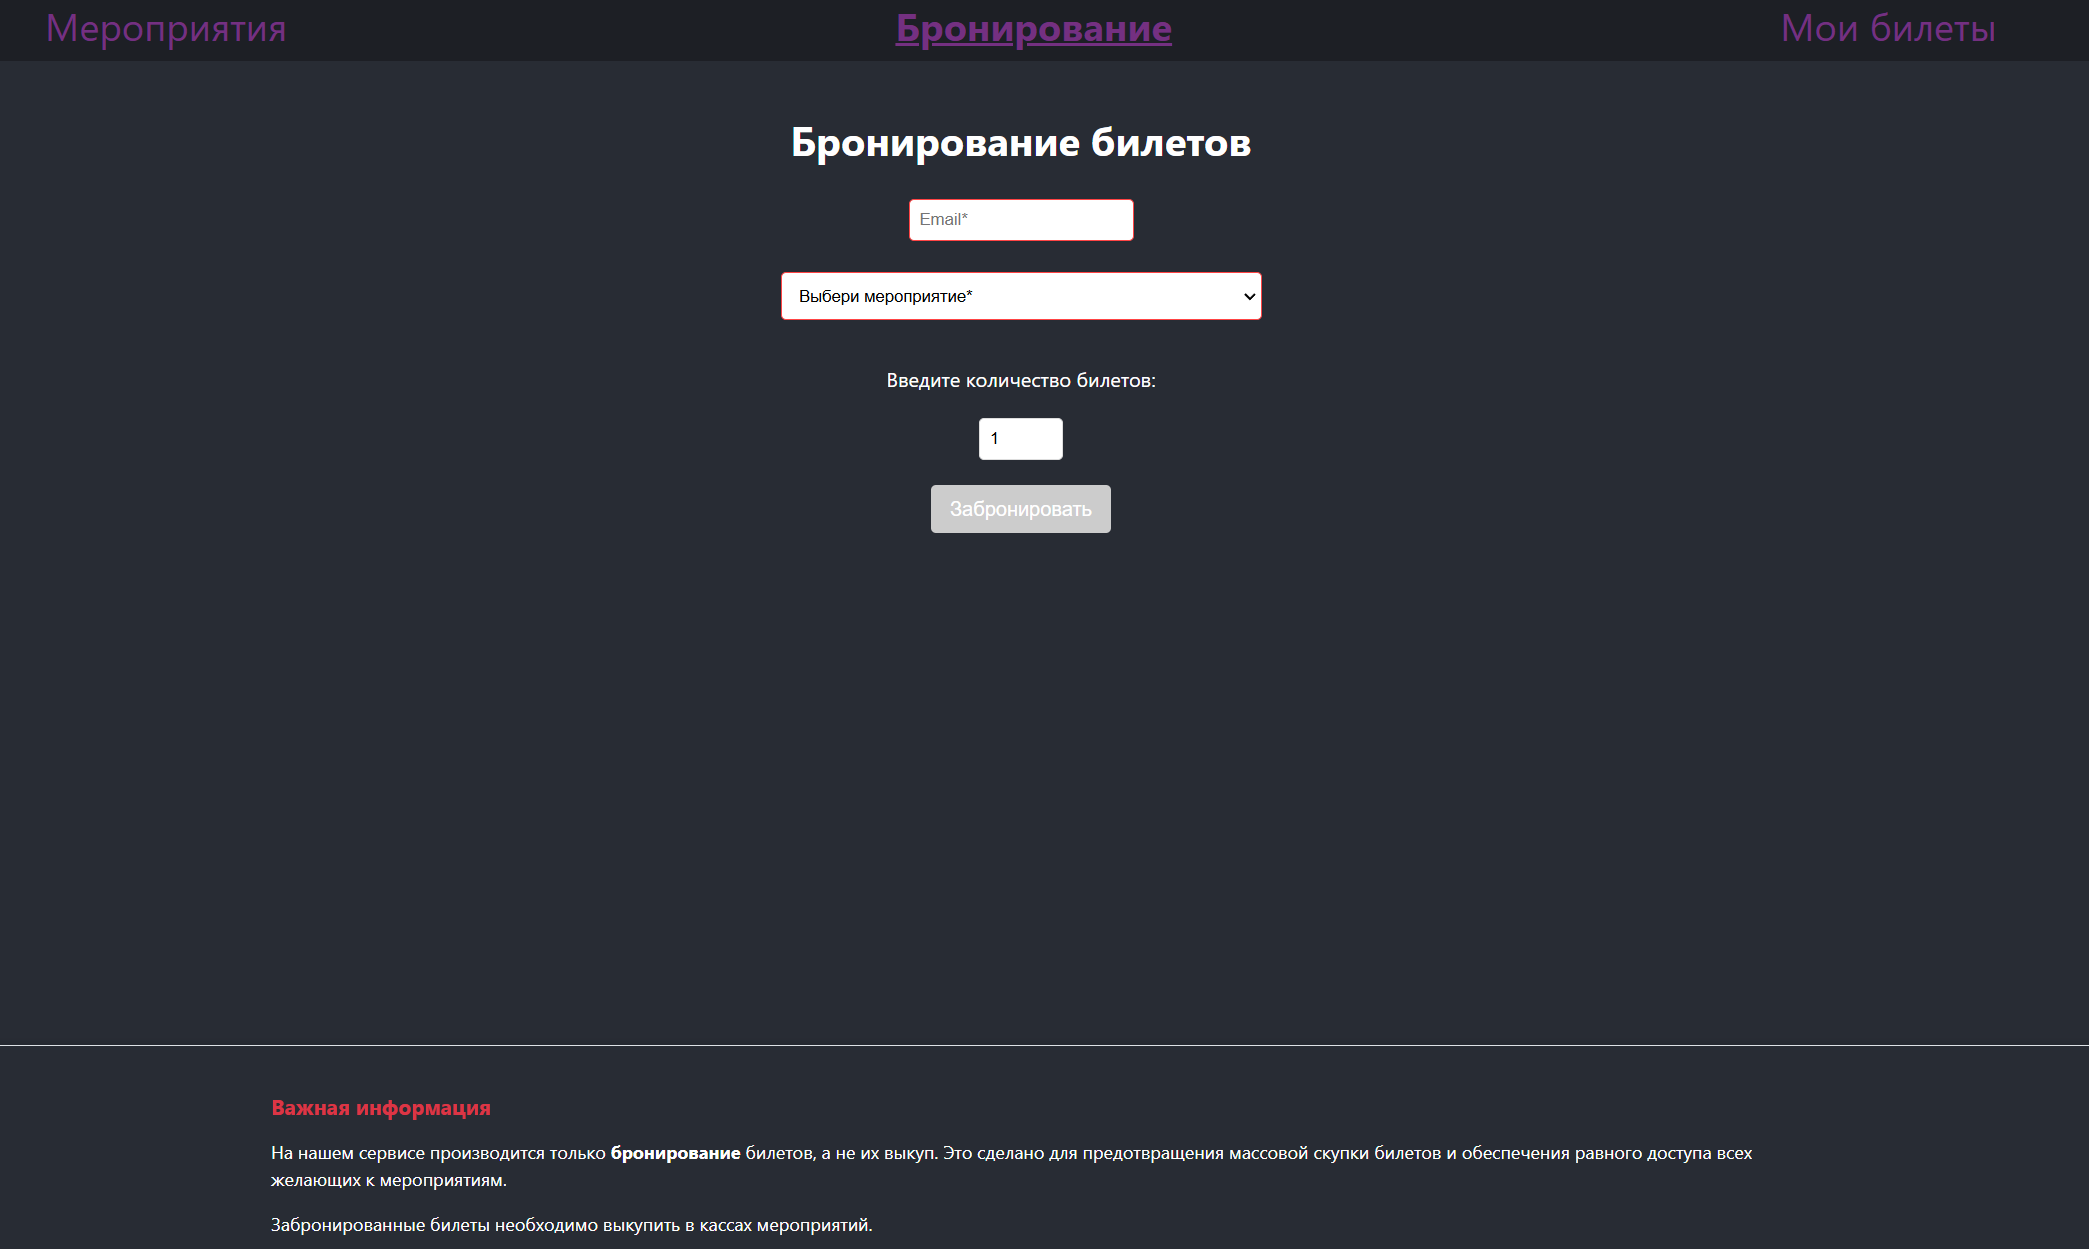 Мероприятия
Бронирование
Мои билеты
Бронирование билетов
Email*
Выбери мероприятие*
Введите количество билетов:
1
Забронировать
Важная информация
На нашем сервисе производится только бронирование билетов, а не их выкуп. Это сделано для предотвращения массовой скупки билетов и обеспечения равного доступа всех
желающих к мероприятиям.
Забронированные билеты необходимо выкупить в кассах мероприятий.